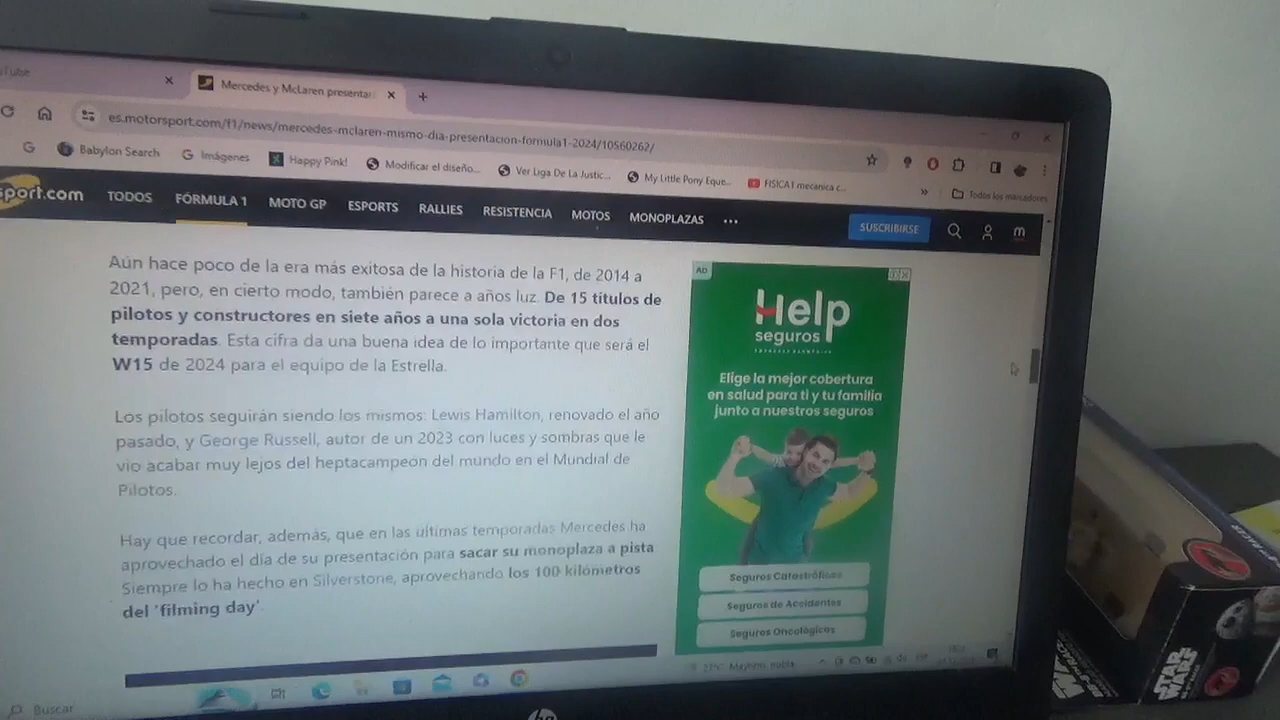 Tube
Mercedes y McLaren presentar
es.motorsport.com/f1/news/mercedes-mclaren-mismo-dia-presentacion-formula1-2024/10560262/
Babylon Search
Imágenes
Happy Pink!
Modificar el diseño...
Ver Liga De La Justic...
My Little Pony Eque...
FISICA I mecanica c...
Todos los marcadores
sport.com
TODOS
FÓRMULA 1
MOTO GP
ESPORTS
RALLIES
RESISTENCIA
MOTOS
MONOPLAZAS
SUSCRIBIRSE
Aún hace poco de la era más exitosa de la historia de la F1, de 2014 a
2021, pero, en cierto modo, también parece a años luz. De 15 títulos de
pilotos y constructores en siete años a una sola victoria en dos
temporadas. Esta cifra da una buena idea de lo importante que será el
W15 de 2024 para el equipo de la Estrella.
Los pilotos seguirán siendo los mismos: Lewis Hamilton, renovado el año
pasado, y George Russell, autor de un 2023 con luces y sombras que le
vio acabar muy lejos del heptacampeón del mundo en el Mundial de
Pilotos.
Hay que recordar, además, que en las últimas temporadas Mercedes ha
aprovechado el día de su presentación para sacar su monoplaza a pista.
Siempre lo ha hecho en Silverstone, aprovechando los 100 kilómetros
del 'filming day'.
AD
Help
seguros
Elige la mejor cobertura
en salud para ti y tu familia
junto a nuestros seguros
Seguros Catastróficos
Seguros de Accidentes
Seguros Oncológicos
Buscar
hp
STAR
WARS